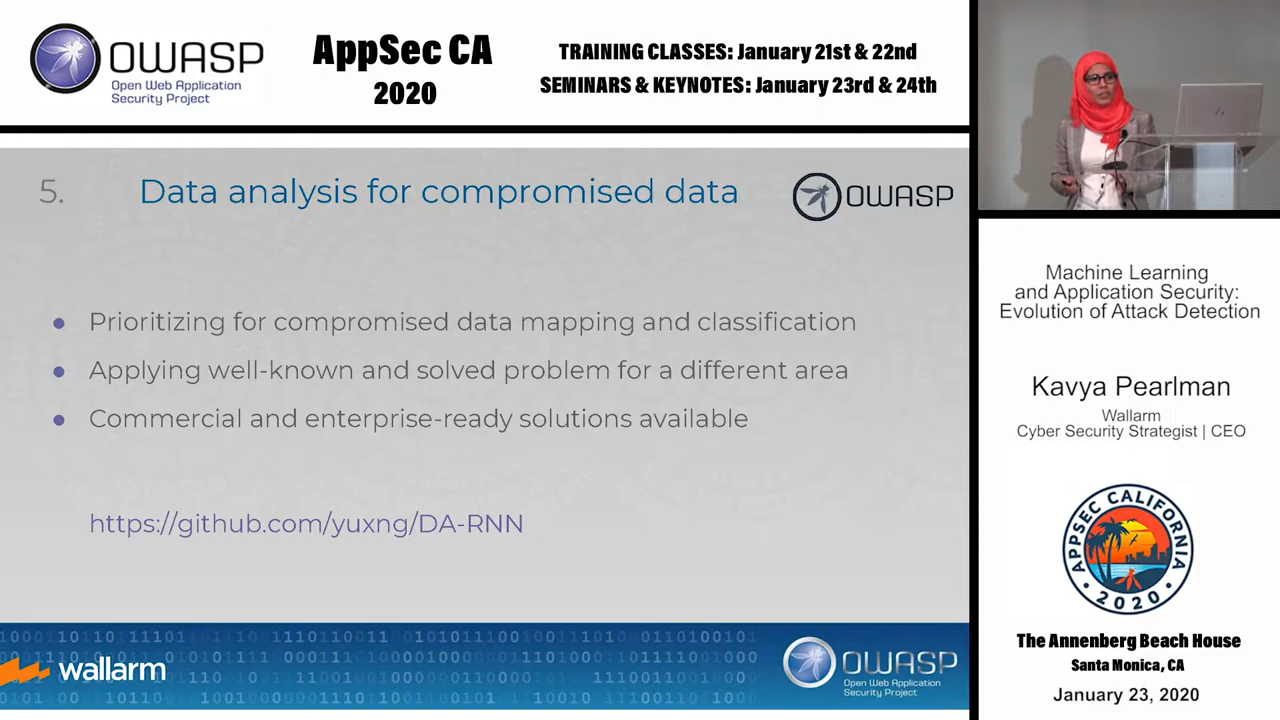 OWASP
Open Web Application
Security Project
AppSec CA
2020
TRAINING CLASSES: January 21st & 22nd
SEMINARS & KEYNOTES: January 23rd & 24th
5.
Data analysis for compromised data
OWASP
● Prioritizing for compromised data mapping and classification
● Applying well-known and solved problem for a different area
● Commercial and enterprise-ready solutions available
https://github.com/yuxng/DA-RNN
wallarm
OWASP
Open Web Application
Security Project
Machine Learning
and Application Security:
Evolution of Attack Detection
Kavya Pearlman
Wallarm
Cyber Security Strategist | CEO
APPSEC CALIFORNIA
2020
The Annenberg Beach House
Santa Monica, CA
January 23, 2020